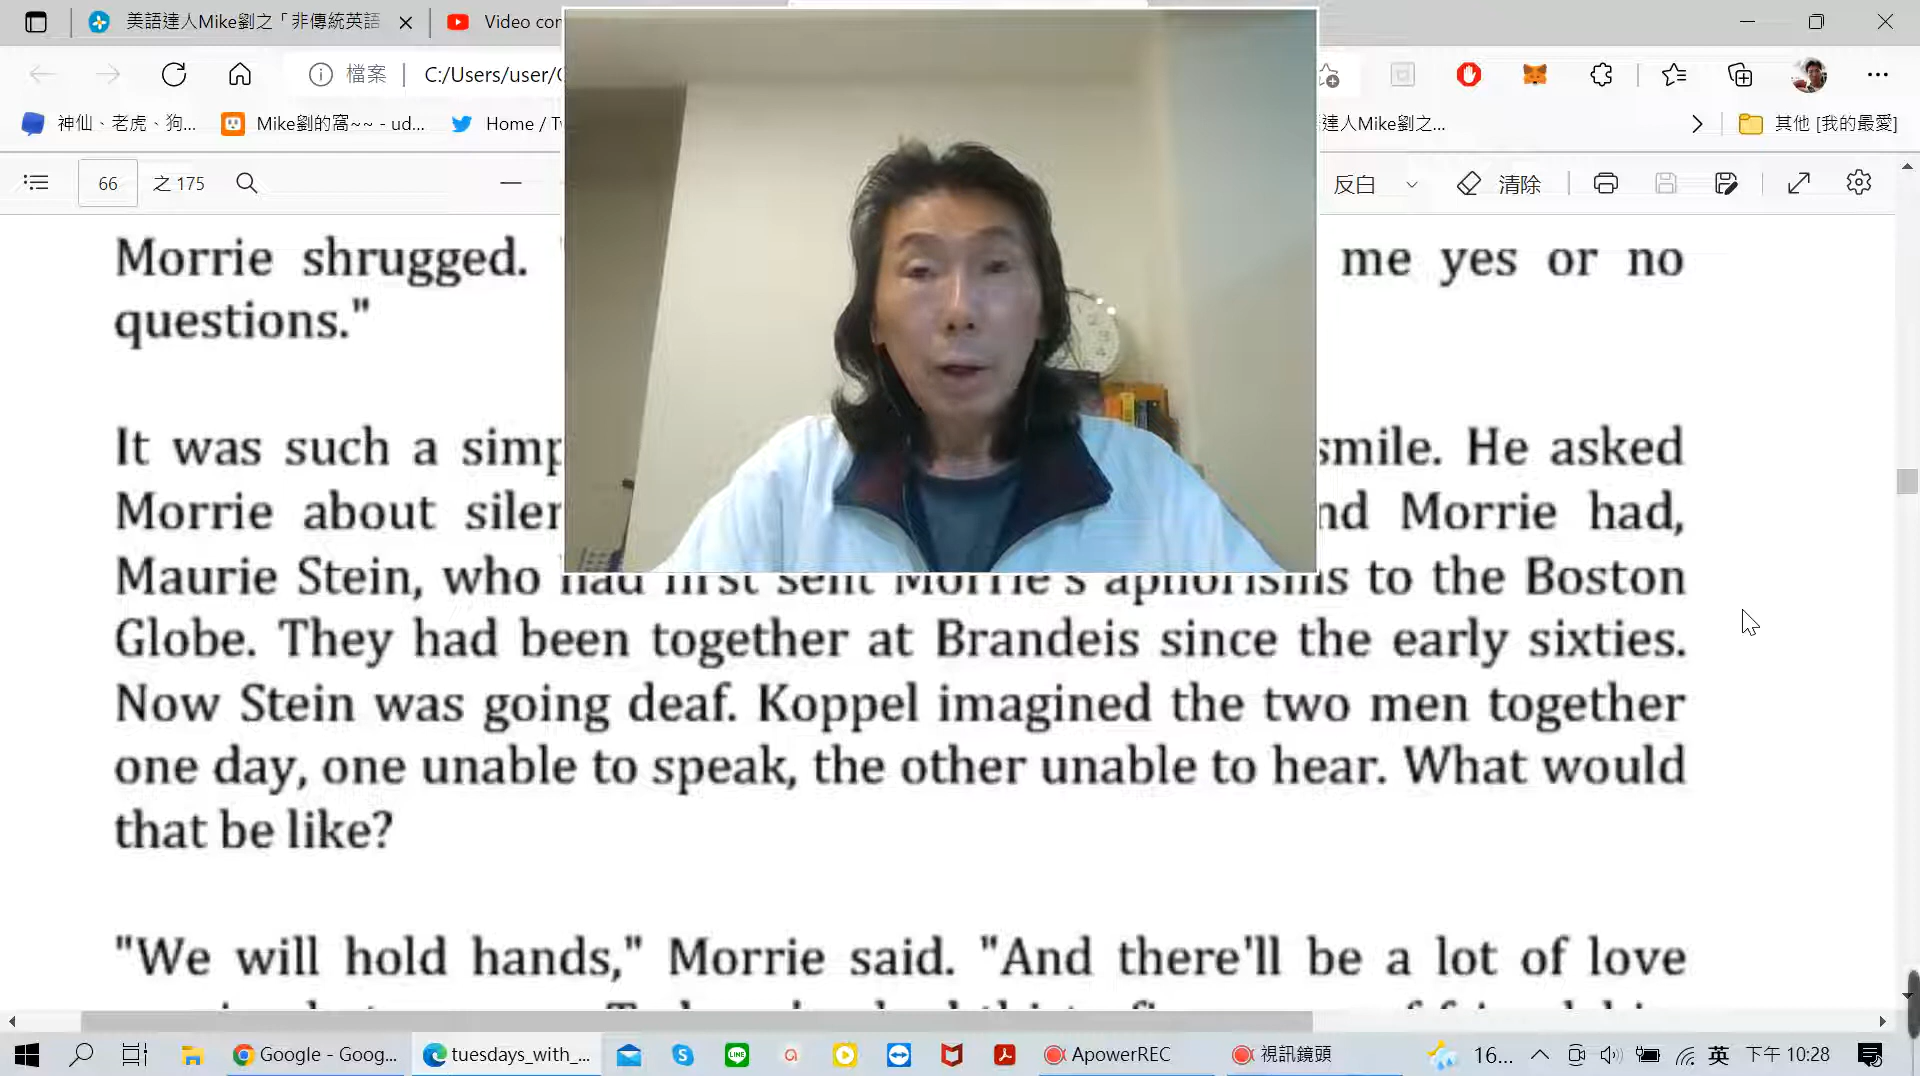 美語達人Mike劉之「非傳統英語
Video cor
檔案
C:/Users/user/
神仙、老虎、狗...
Mike劉的窩~~ - ud...
Home / T
達人Mike劉之...
其他 [我的最愛]
66
之 175
反白
清除
Morrie shrugged.
me yes or no
questions."
It was such a simp
smile. He asked
Morrie about silen
nd Morrie had,
Maurie Stein, who had first sent Morrie's aphorisms to the Boston
Globe. They had been together at Brandeis since the early sixties.
Now Stein was going deaf. Koppel imagined the two men together
one day, one unable to speak, the other unable to hear. What would
that be like?
"We will hold hands," Morrie said. "And there'll be a lot of love
Google - Goog...
tuesdays_with_...
LINE
ApowerREC
視訊鏡頭
16...
英
下午 10:28